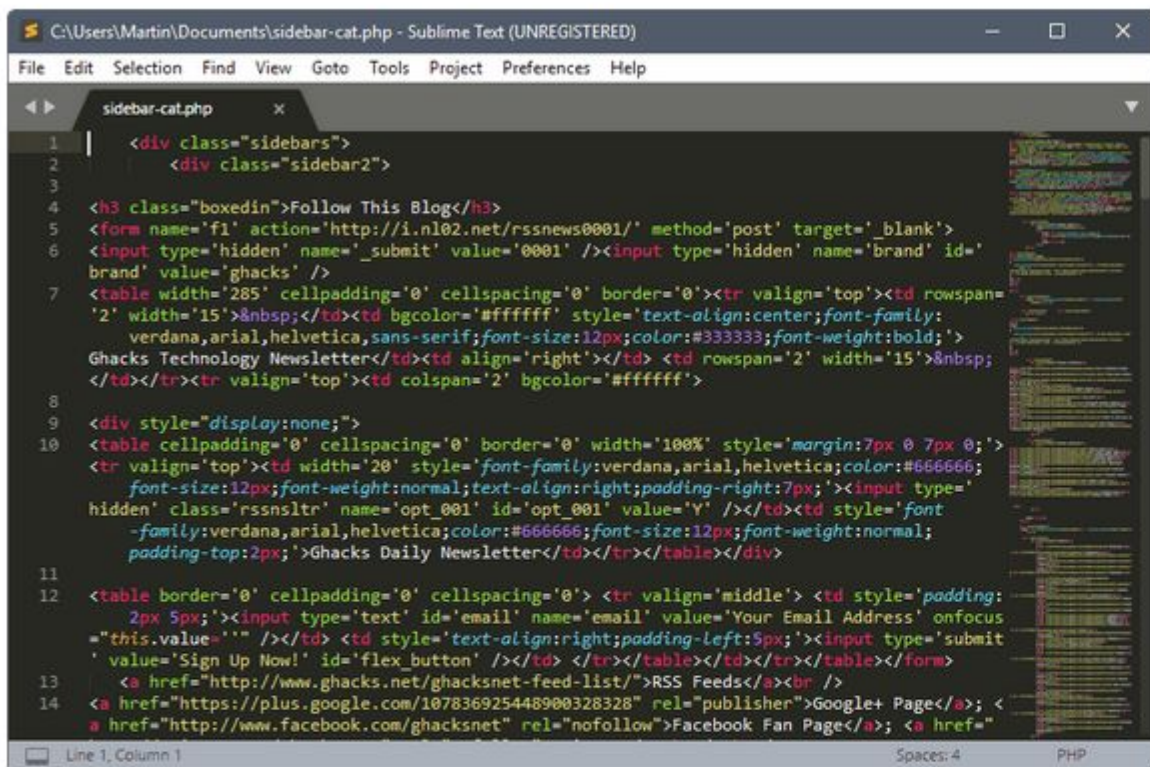 C:\Users\Martin\Documents\sidebar-cat.php - Sublime Text (UNREGISTERED)
File Edit Selection Find View Goto Tools Project Preferences Help
sidebar-cat.php
1 <div class="sidebars">
2 <div class="sidebar2">
3
4 <h3 class="boxedin">Follow This Blog</h3>
5 <form name='f1' action='http://i.nl02.net/rssnews0001/' method='post' target='_blank'>
6 <input type='hidden' name='_submit' value='0001' /><input type='hidden' name='brand' id='
brand' value='ghacks' />
7 <table width='285' cellpadding='0' cellspacing='0' border='0'><tr valign='top'><td rowspan=
'2' width='15'>&nbsp;</td><td bgcolor='#ffffff' style='text-align:center;font-family:
verdana,arial,helvetica,sans-serif;font-size:12px;color:#333333;font-weight:bold;'>
Ghacks Technology Newsletter</td><td align='right'></td> <td rowspan='2' width='15'>&nbsp;
</td></tr><tr valign='top'><td colspan='2' bgcolor='#ffffff'>
8
9 <div style="display:none;">
10 <table cellpadding='0' cellspacing='0' border='0' width='100%' style='margin:7px 0 7px 0;'>
<tr valign='top'><td width='20' style='font-family:verdana,arial,helvetica;color:#666666;
font-size:12px;font-weight:normal;text-align:right;padding-right:7px;'><input type='
hidden' class='rssnsltr' name='opt_001' id='opt_001' value='Y' /></td><td style='font
-family:verdana,arial,helvetica;color:#666666;font-size:12px;font-weight:normal;
padding-top:2px;'>Ghacks Daily Newsletter</td></tr></table></div>
11
12 <table border='0' cellpadding='0' cellspacing='0'> <tr valign='middle'> <td style='padding:
2px 5px;'><input type='text' id='email' name='email' value='Your Email Address' onfocus
="this.value=''" /></td> <td style='text-align:right;padding-left:5px;'><input type='submit
' value='Sign Up Now!' id='flex_button' /></td> </tr></table></td></tr></table></form>
13 <a href="http://www.ghacks.net/ghacksnet-feed-list/">RSS Feeds</a><br />
14 <a href="https://plus.google.com/107836925448900328328" rel="publisher">Google+ Page</a>; <
a href="http://www.facebook.com/ghacksnet" rel="nofollow">Facebook Fan Page</a>; <a href="
Line 1, Column 1 Spaces: 4 PHP